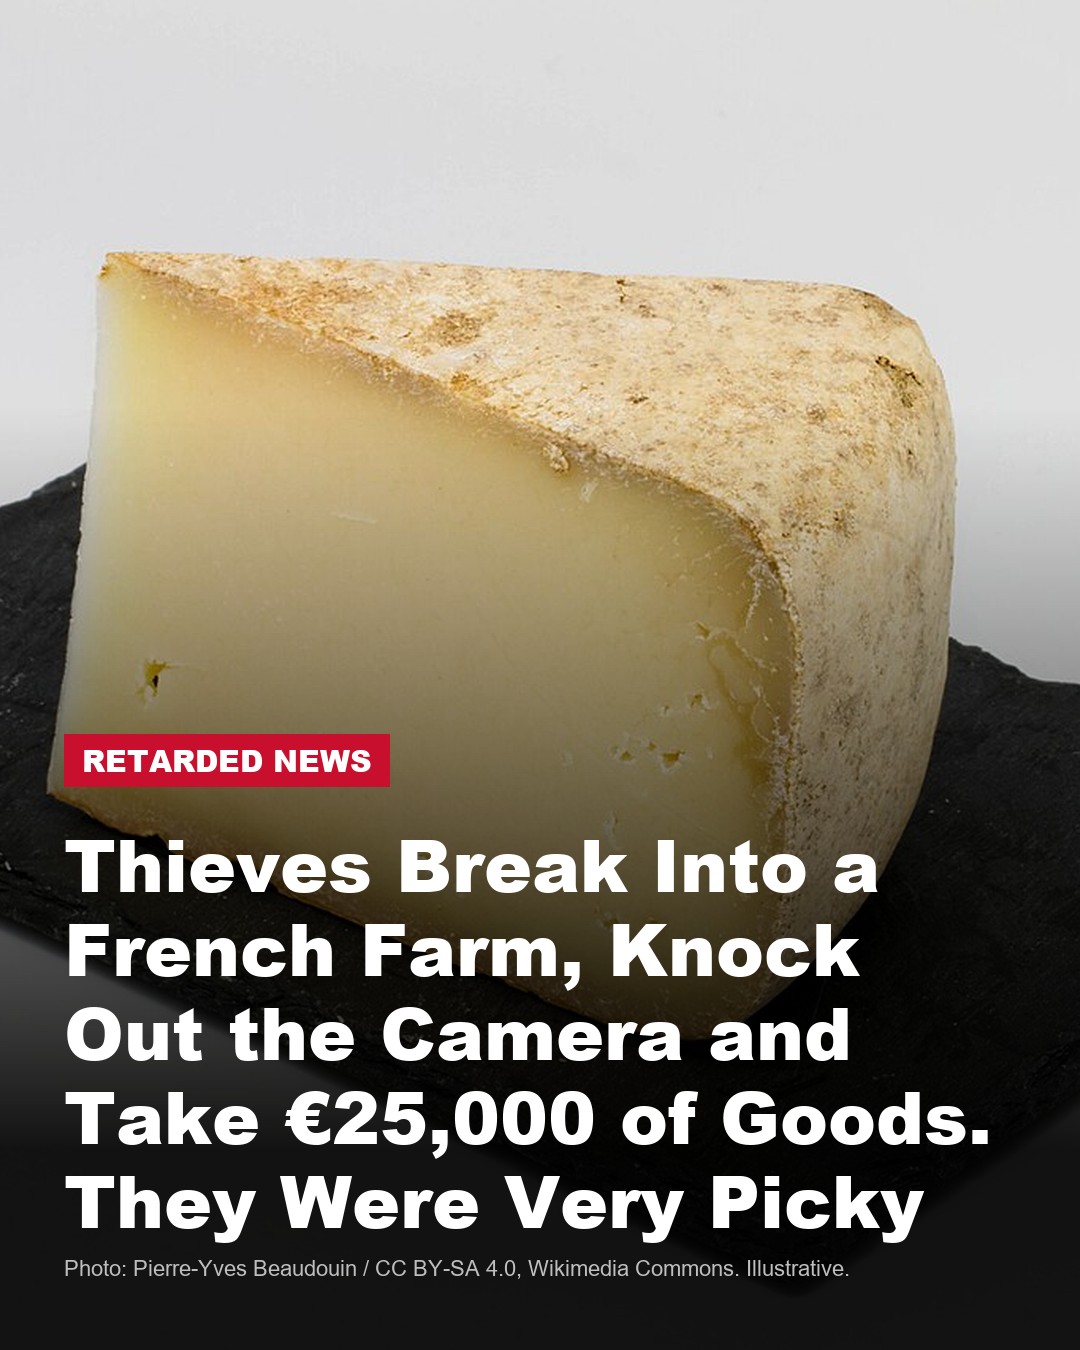 RETARDED NEWS
Thieves Break Into a
French Farm, Knock
Out the Camera and
Take €25,000 of Goods.
They Were Very Picky
Photo: Pierre-Yves Beaudouin / CC BY-SA 4.0, Wikimedia Commons. Illustrative.